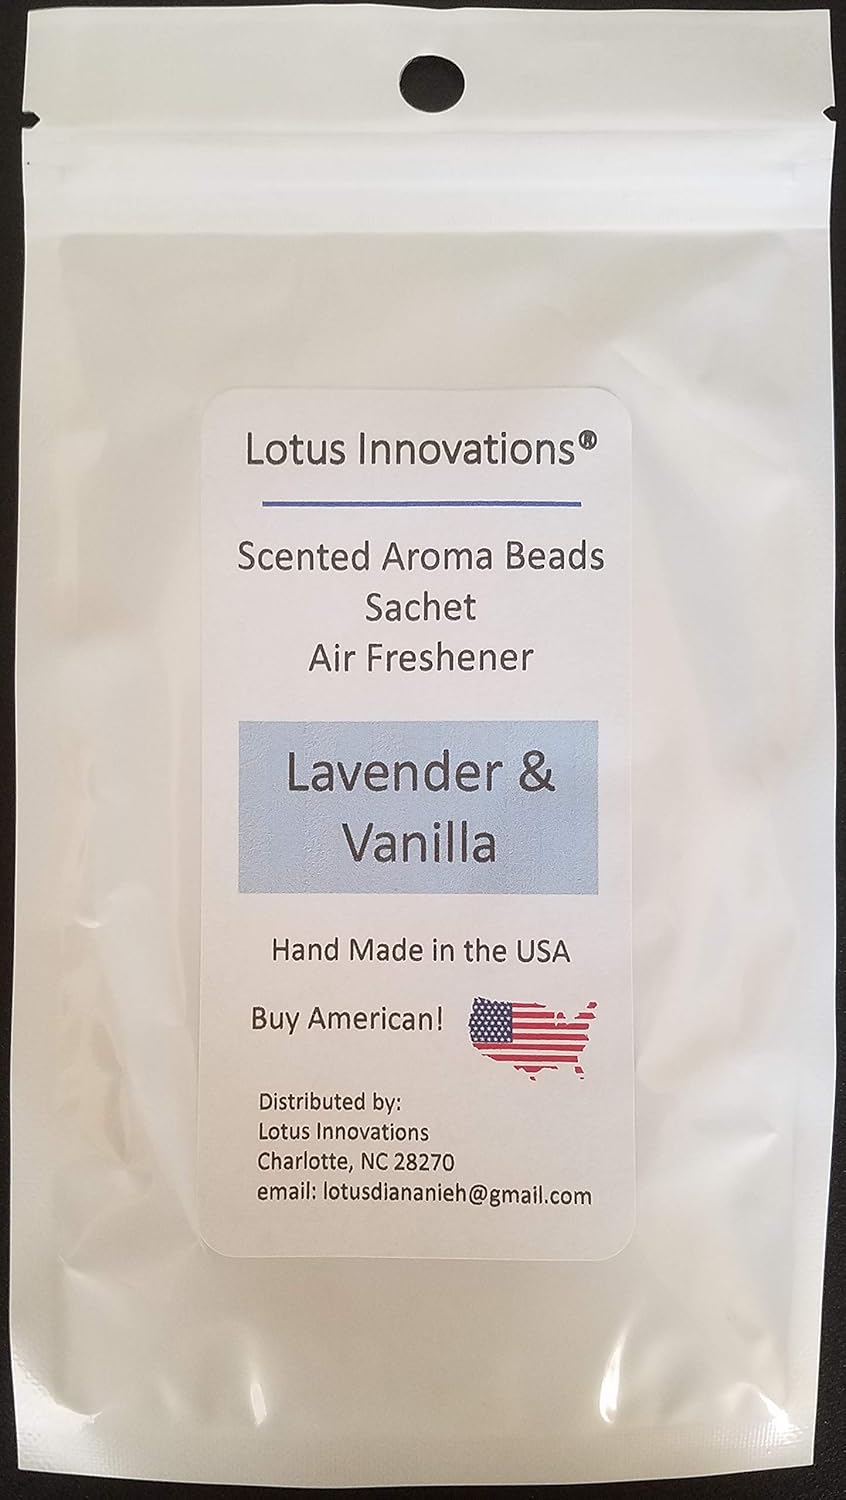 Lotus Innovations®
Scented Aroma Beads
Sachet
Air Freshener
Lavender &
Vanilla
Hand Made in the USA
Buy American!
Distributed by:
Lotus Innovations
Charlotte, NC 28270
email: lotusdiananieh@gmail.com